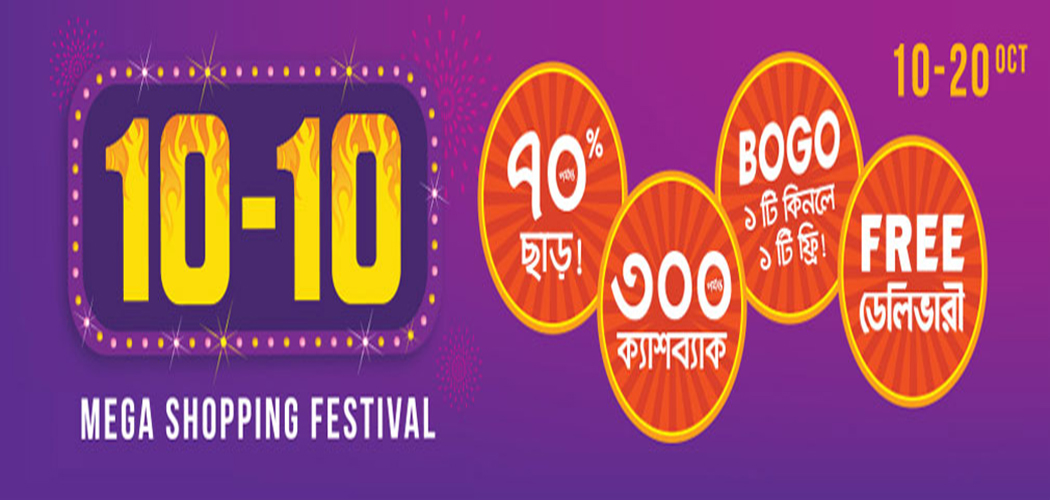 10-10
MEGA SHOPPING FESTIVAL
৭০%
পর্যন্ত
ছাড়!
৩০০
পর্যন্ত
ক্যাশব্যাক
BOGO
১ টি কিনলে
১ টি ফ্রি!
FREE
ডেলিভারী
10-20 OCT